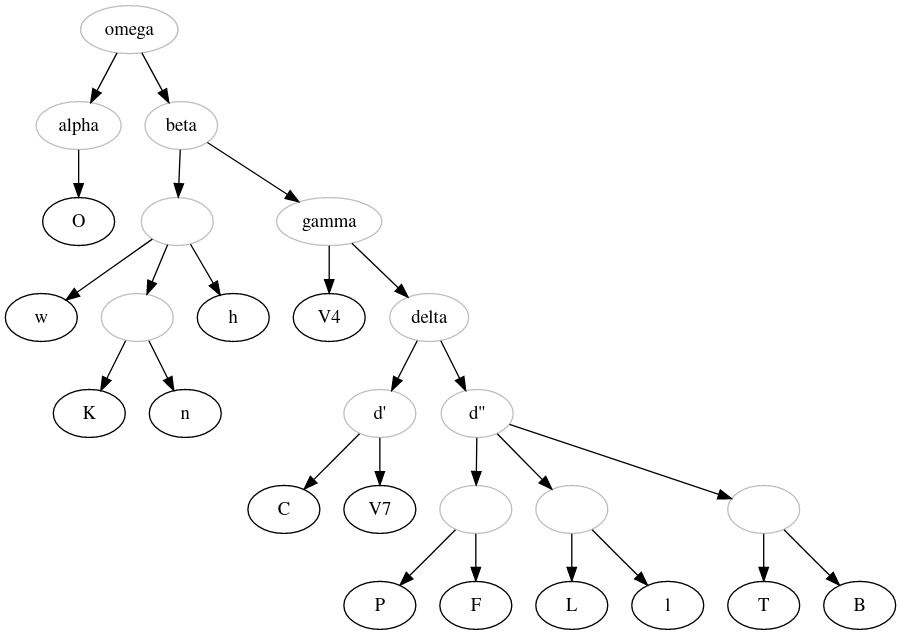 omega
alpha beta
O gamma
w h V4 delta
K n d' d"
C V7
P F L l T B